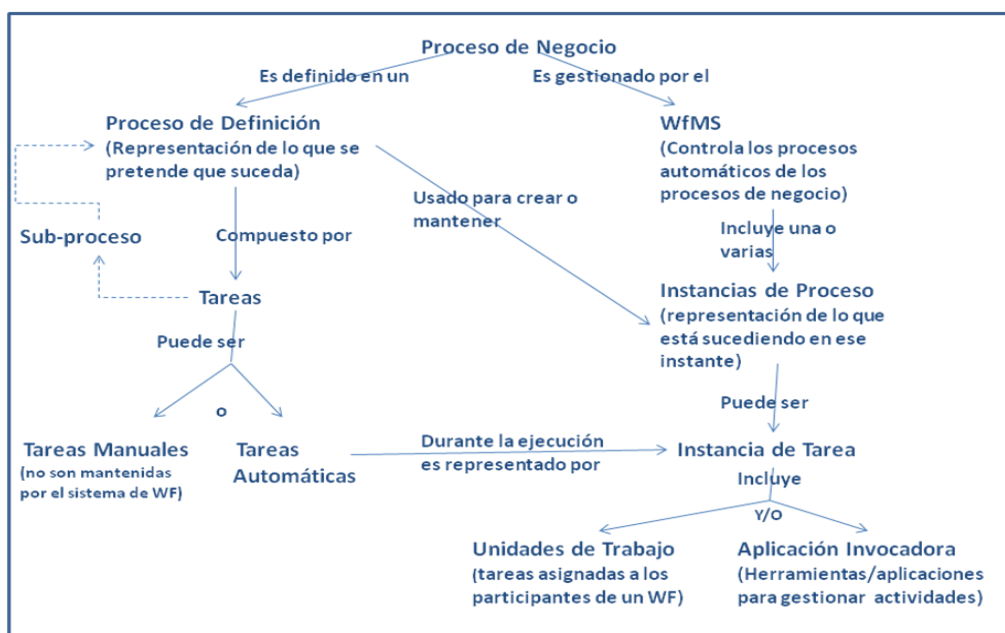 Proceso de Negocio
Es definido en un
Es gestionado por el
Proceso de Definición
(Representación de lo que se
pretende que suceda)
WfMS
(Controla los procesos
automáticos de los
procesos de negocio)
Usado para crear o
mantener
Sub-proceso
Compuesto por
Incluye una o
varias
Tareas
Instancias de Proceso
(representación de lo que
está sucediendo en ese
instante)
Puede ser
Puede ser
o
Tareas Manuales
(no son mantenidas
por el sistema de WF)
Tareas
Automáticas
Durante la ejecución
es representado por
Instancia de Tarea
Incluye
Y/O
Unidades de Trabajo
(tareas asignadas a los
participantes de un WF)
Aplicación Invocadora
(Herramientas/aplicaciones
para gestionar actividades)